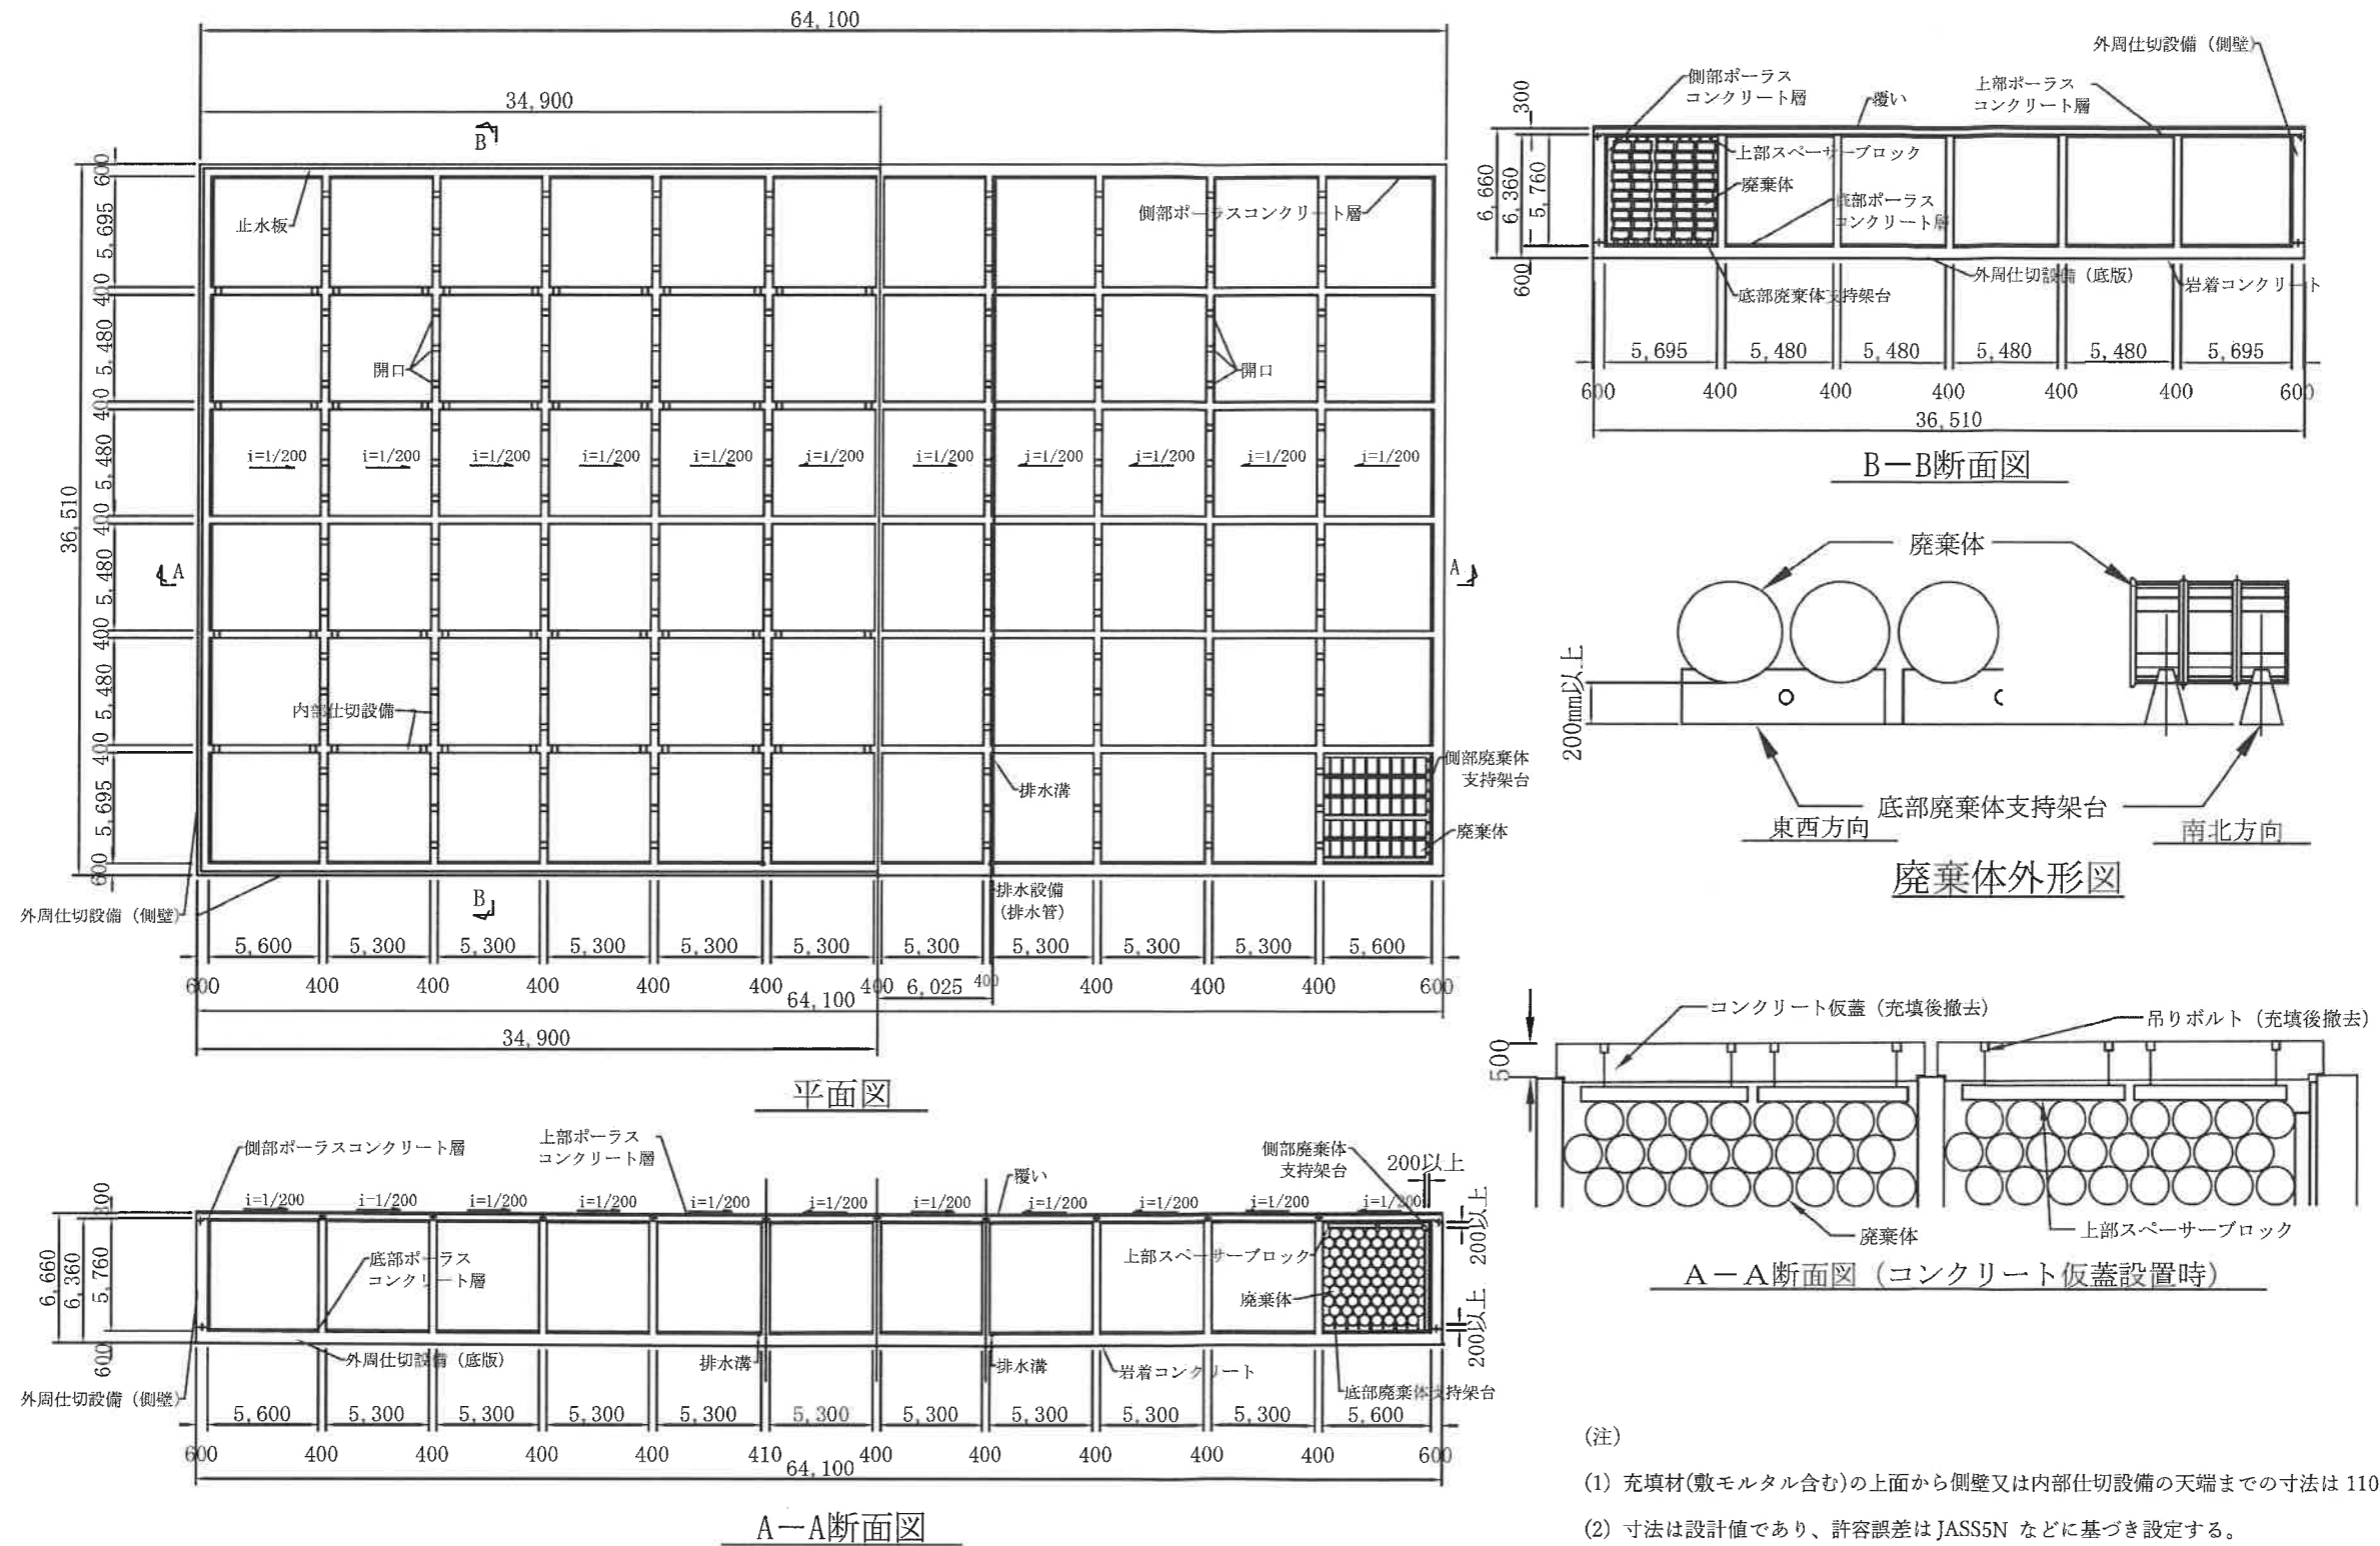 64,100
34,900
B
600
5,695
400
5,480
400
5,480
400
5,480
400
5,480
400
5,695
600
36,510
止水板
側部ポーラスコンクリート層
開口
開口
i=1/200
i=1/200
i=1/200
i=1/200
i=1/200
i=1/200
i=1/200
i=1/200
i=1/200
i=1/200
i=1/200
A
A
内部仕切設備
排水溝
側部廃棄体
支持架台
廃棄体
外周仕切設備（側壁）
B
排水設備
（排水管）
5,600
5,300
5,300
5,300
5,300
5,300
5,300
5,300
5,300
5,300
5,600
600
400
400
400
400
400
400
6,025
400
400
400
400
600
64,100
34,900
平面図
側部ポーラスコンクリート層
上部ポーラス
コンクリート層
覆い
側部廃棄体
支持架台
200以上
i=1/200
i=1/200
i=1/200
i=1/200
i=1/200
i=1/200
i=1/200
i=1/200
i=1/200
i=1/200
i=1/200
300
6,660
6,360
5,760
600
200以上
200以上
底部ポーラス
コンクリート層
上部スペーサーブロック
廃棄体
外周仕切設備（底版）
排水溝
排水溝
岩着コンクリート
底部廃棄体支持架台
外周仕切設備（側壁）
5,600
5,300
5,300
5,300
5,300
5,300
5,300
5,300
5,300
5,300
5,600
600
400
400
400
400
410
400
400
400
400
400
600
64,100
A－A断面図
外周仕切設備（側壁）
側部ポーラス
コンクリート層
覆い
上部ポーラス
コンクリート層
300
6,660
6,360
5,760
600
上部スペーサーブロック
廃棄体
底部ポーラス
コンクリート層
外周仕切設備（底版）
岩着コンクリート
底部廃棄体支持架台
5,695
5,480
5,480
5,480
5,480
5,695
600
400
400
400
400
400
600
36,510
B－B断面図
廃棄体
200mm以上
底部廃棄体支持架台
東西方向
南北方向
廃棄体外形図
コンクリート仮蓋（充填後撤去）
吊りボルト（充填後撤去）
500
廃棄体
上部スペーサーブロック
A－A断面図（コンクリート仮蓋設置時）
(注)
(1) 充填材(敷モルタル含む)の上面から側壁又は内部仕切設備の天端までの寸法は 110
(2) 寸法は設計値であり、許容誤差はJASS5N などに基づき設定する。